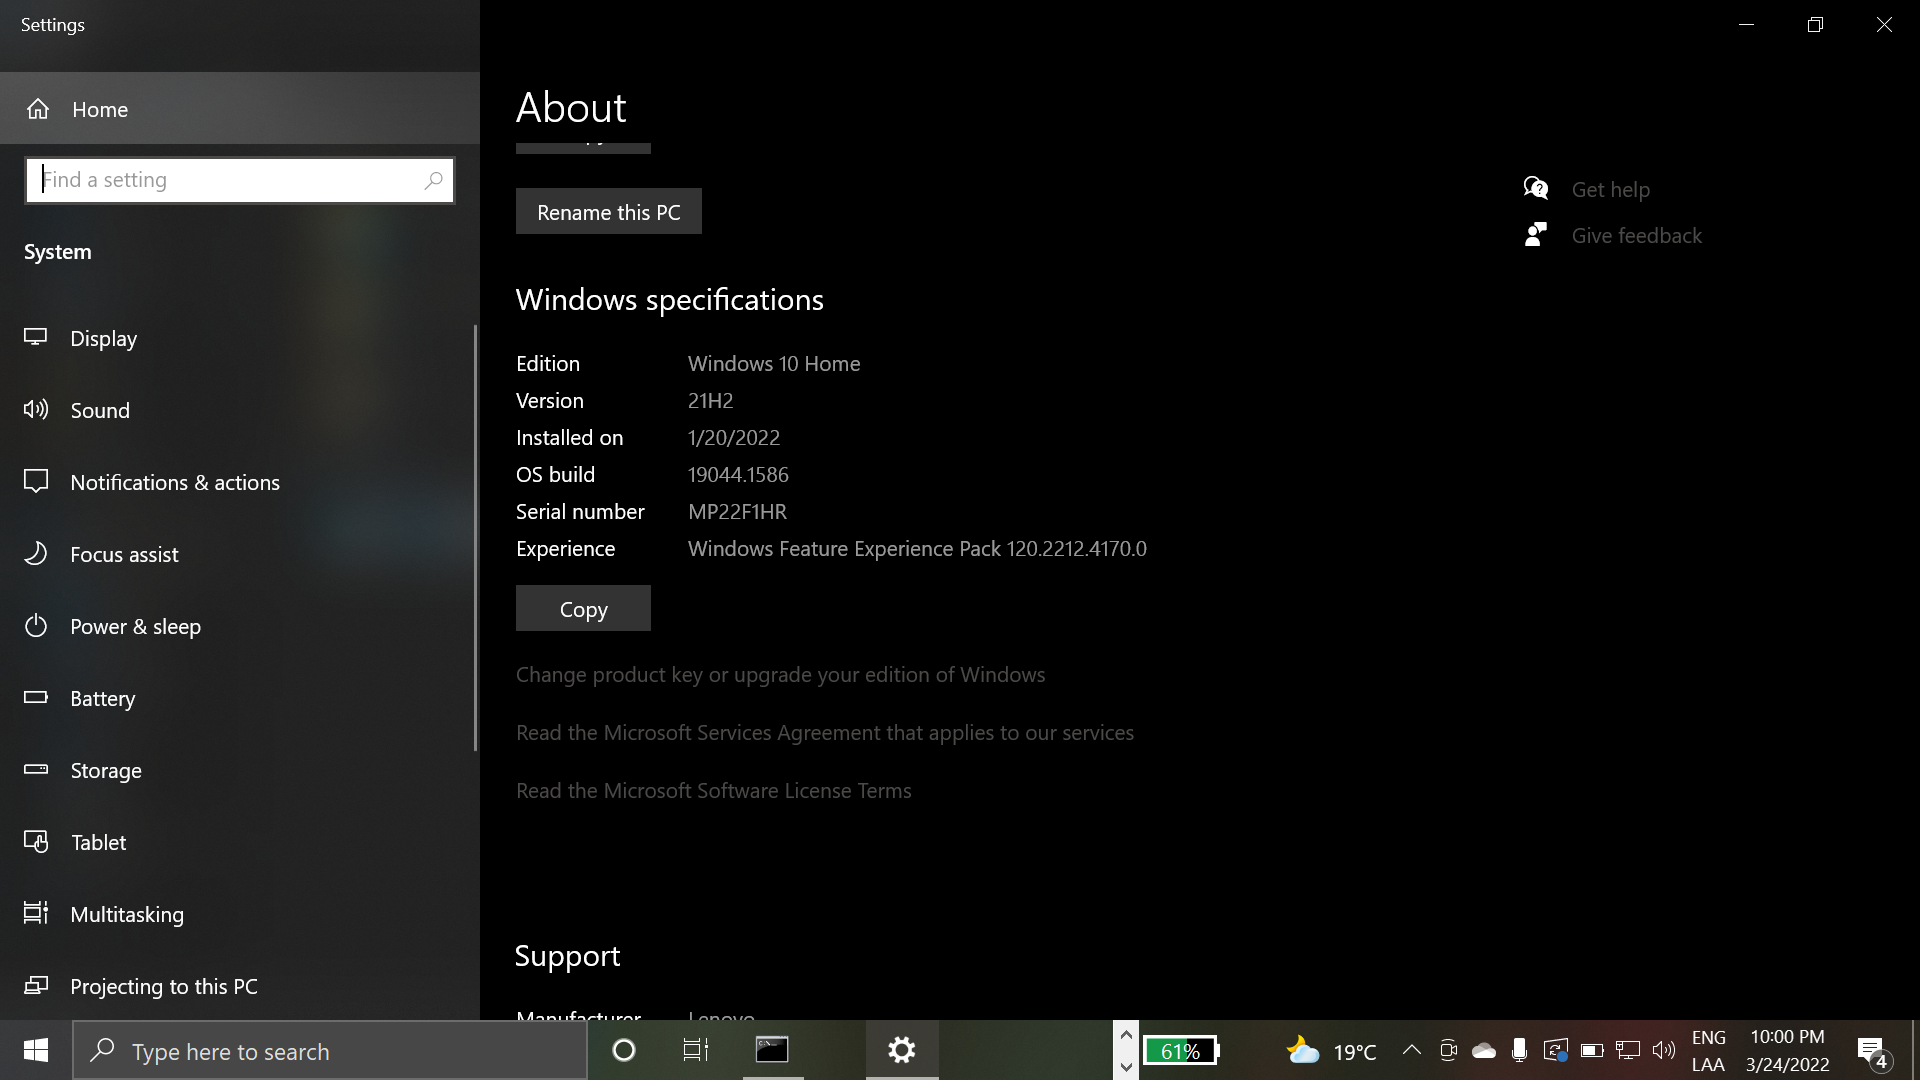 Settings
Home
Find a setting
System
Display
Sound
Notifications & actions
Focus assist
Power & sleep
Battery
Storage
Tablet
Multitasking
Projecting to this PC
About
Rename this PC
Get help
Give feedback
Windows specifications
Edition Windows 10 Home
Version 21H2
Installed on 1/20/2022
OS build 19044.1586
Serial number MP22F1HR
Experience Windows Feature Experience Pack 120.2212.4170.0
Copy
Change product key or upgrade your edition of Windows
Read the Microsoft Services Agreement that applies to our services
Read the Microsoft Software License Terms
Support
Manufacturer Lenovo
Type here to search
61%
19°C
ENG
LAA
10:00 PM
3/24/2022
4